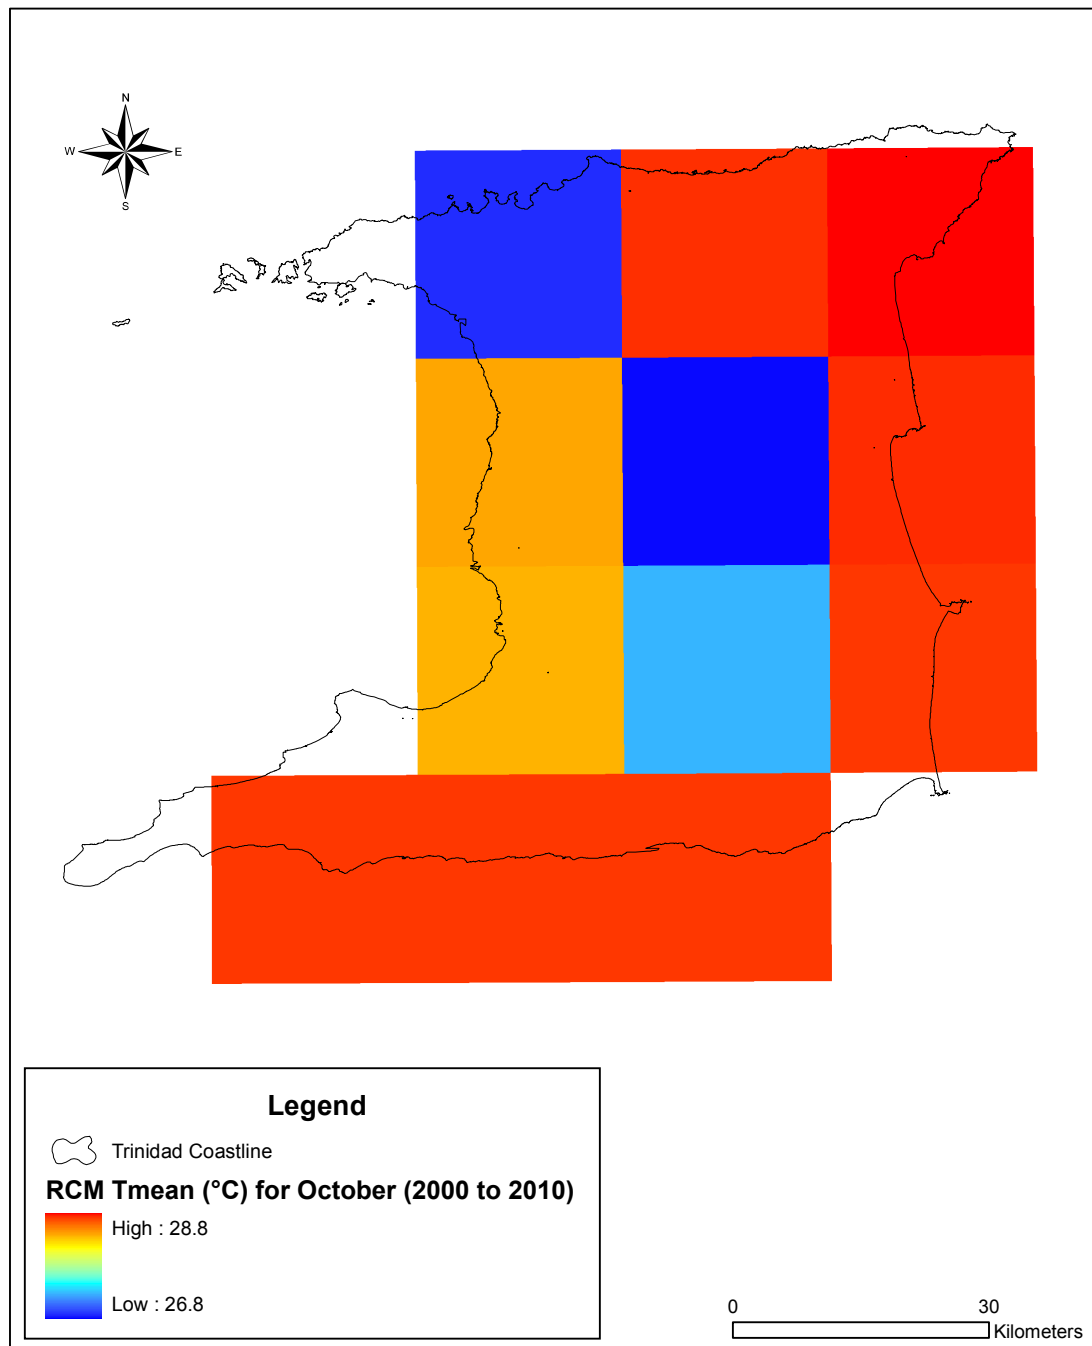 N
W E
S
Legend
Trinidad Coastline
RCM Tmean (°C) for October (2000 to 2010)
High : 28.8
Low : 26.8
0 30
Kilometers